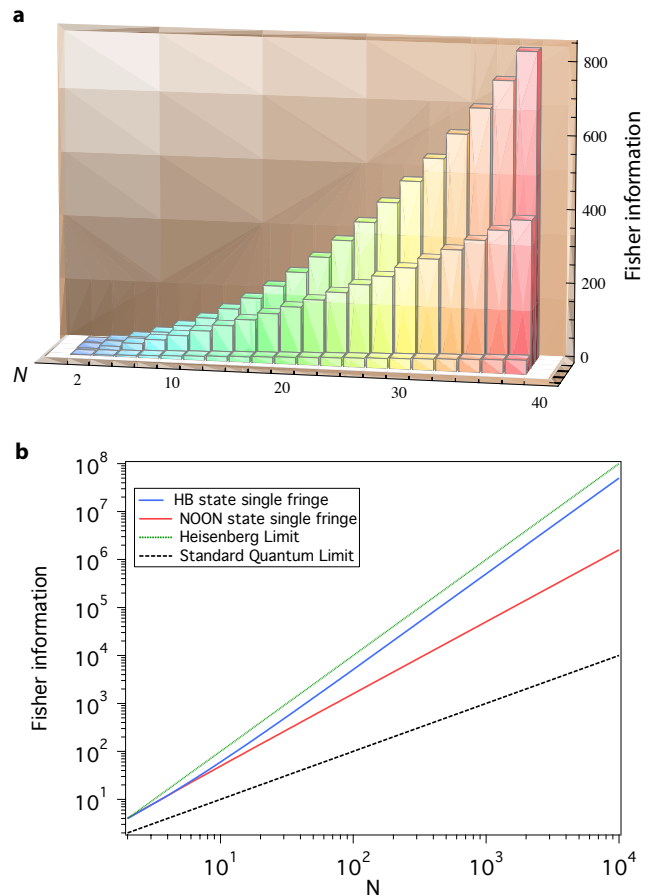 a
800
600
400
200
0
Fisher information
N
2
10
20
30
40
b
10^8
10^7
10^6
10^5
10^4
10^3
10^2
10^1
Fisher information
HB state single fringe
NOON state single fringe
Heisenberg Limit
Standard Quantum Limit
10^1 10^2 10^3 10^4
N